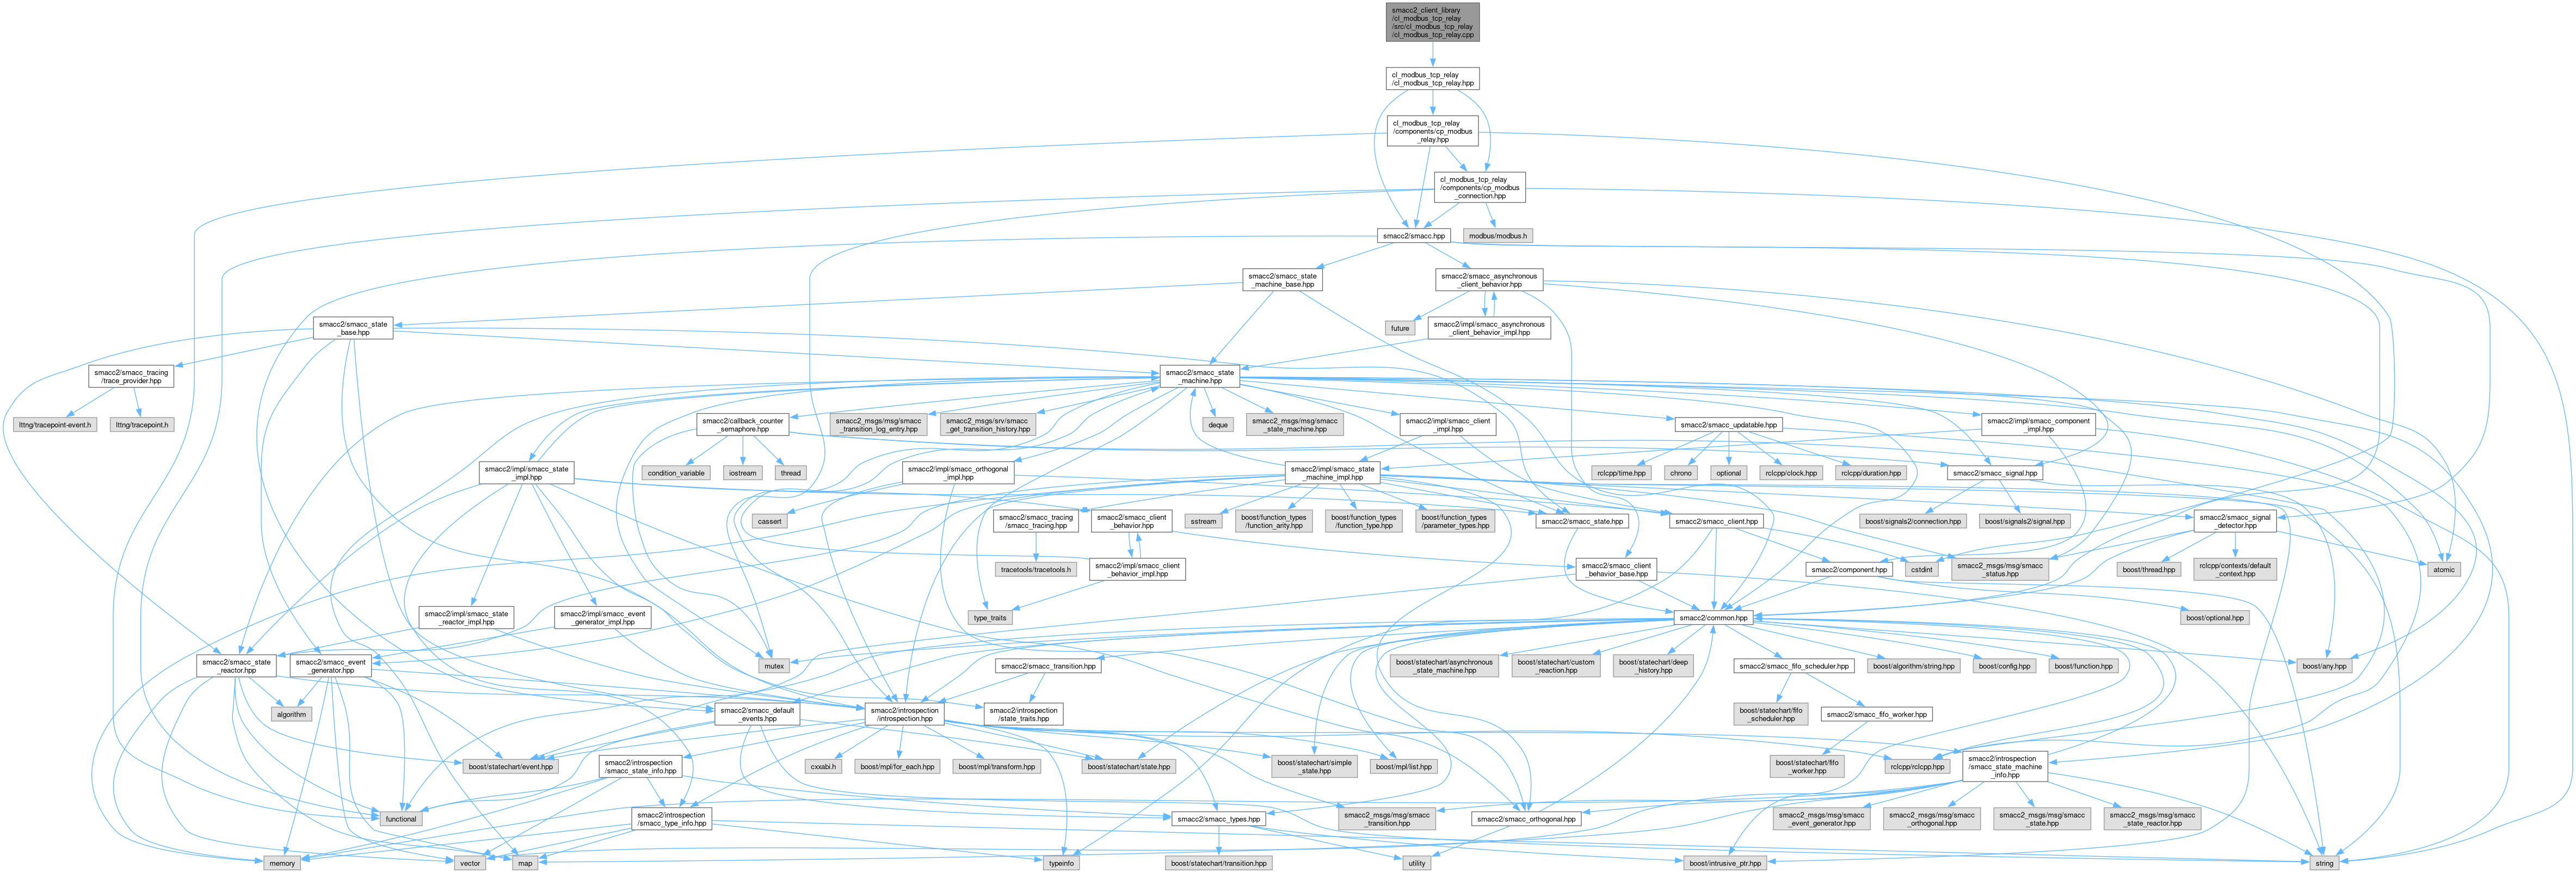 smacc2_client_library
/cl_modbus_tcp_relay
/src/cl_modbus_tcp_relay
/cl_modbus_tcp_relay.cpp
cl_modbus_tcp_relay
/cl_modbus_tcp_relay.hpp
cl_modbus_tcp_relay
/components/cp_modbus
_relay.hpp
cl_modbus_tcp_relay
/components/cp_modbus
_connection.hpp
smacc2/smacc.hpp
modbus/modbus.h
smacc2/smacc_state
_machine_base.hpp
smacc2/smacc_asynchronous
_client_behavior.hpp
smacc2/smacc_state
_base.hpp
future
smacc2/impl/smacc_asynchronous
_client_behavior_impl.hpp
smacc2/smacc_tracing
/trace_provider.hpp
smacc2/smacc_state
_machine.hpp
lttng/tracepoint-event.h
lttng/tracepoint.h
smacc2/callback_counter
_semaphore.hpp
smacc2_msgs/msg/smacc
_transition_log_entry.hpp
smacc2_msgs/srv/smacc
_get_transition_history.hpp
deque
smacc2_msgs/msg/smacc
_state_machine.hpp
smacc2/impl/smacc_client
_impl.hpp
smacc2/smacc_updatable.hpp
smacc2/impl/smacc_component
_impl.hpp
condition_variable
iostream
thread
smacc2/impl/smacc_state
_impl.hpp
smacc2/impl/smacc_orthogonal
_impl.hpp
smacc2/impl/smacc_state
_machine_impl.hpp
rclcpp/time.hpp
chrono
optional
rclcpp/clock.hpp
rclcpp/duration.hpp
smacc2/smacc_signal.hpp
cassert
smacc2/smacc_tracing
/smacc_tracing.hpp
smacc2/smacc_client
_behavior.hpp
sstream
boost/function_types
/function_arity.hpp
boost/function_types
/function_type.hpp
boost/function_types
/parameter_types.hpp
smacc2/smacc_state.hpp
smacc2/smacc_client.hpp
boost/signals2/connection.hpp
boost/signals2/signal.hpp
smacc2/smacc_signal
_detector.hpp
tracetools/tracetools.h
smacc2/impl/smacc_client
_behavior_impl.hpp
smacc2/smacc_client
_behavior_base.hpp
smacc2/component.hpp
cstdint
smacc2_msgs/msg/smacc
_status.hpp
boost/thread.hpp
rclcpp/contexts/default
_context.hpp
atomic
smacc2/impl/smacc_state
_reactor_impl.hpp
smacc2/impl/smacc_event
_generator_impl.hpp
type_traits
smacc2/common.hpp
boost/optional.hpp
smacc2/smacc_state
_reactor.hpp
smacc2/smacc_event
_generator.hpp
mutex
smacc2/smacc_transition.hpp
boost/statechart/asynchronous
_state_machine.hpp
boost/statechart/custom
_reaction.hpp
boost/statechart/deep
_history.hpp
smacc2/smacc_fifo_scheduler.hpp
boost/algorithm/string.hpp
boost/config.hpp
boost/function.hpp
boost/any.hpp
algorithm
smacc2/smacc_default
_events.hpp
smacc2/introspection
/introspection.hpp
smacc2/introspection
/state_traits.hpp
boost/statechart/fifo
_scheduler.hpp
smacc2/smacc_fifo_worker.hpp
boost/statechart/event.hpp
smacc2/introspection
/smacc_state_info.hpp
cxxabi.h
boost/mpl/for_each.hpp
boost/mpl/transform.hpp
boost/statechart/state.hpp
boost/statechart/simple
_state.hpp
boost/mpl/list.hpp
boost/statechart/fifo
_worker.hpp
rclcpp/rclcpp.hpp
smacc2/introspection
/smacc_state_machine
_info.hpp
functional
smacc2/introspection
/smacc_type_info.hpp
smacc2/smacc_types.hpp
smacc2_msgs/msg/smacc
_transition.hpp
smacc2/smacc_orthogonal.hpp
smacc2_msgs/msg/smacc
_event_generator.hpp
smacc2_msgs/msg/smacc
_orthogonal.hpp
smacc2_msgs/msg/smacc
_state.hpp
smacc2_msgs/msg/smacc
_state_reactor.hpp
memory
vector
map
typeinfo
boost/statechart/transition.hpp
utility
boost/intrusive_ptr.hpp
string